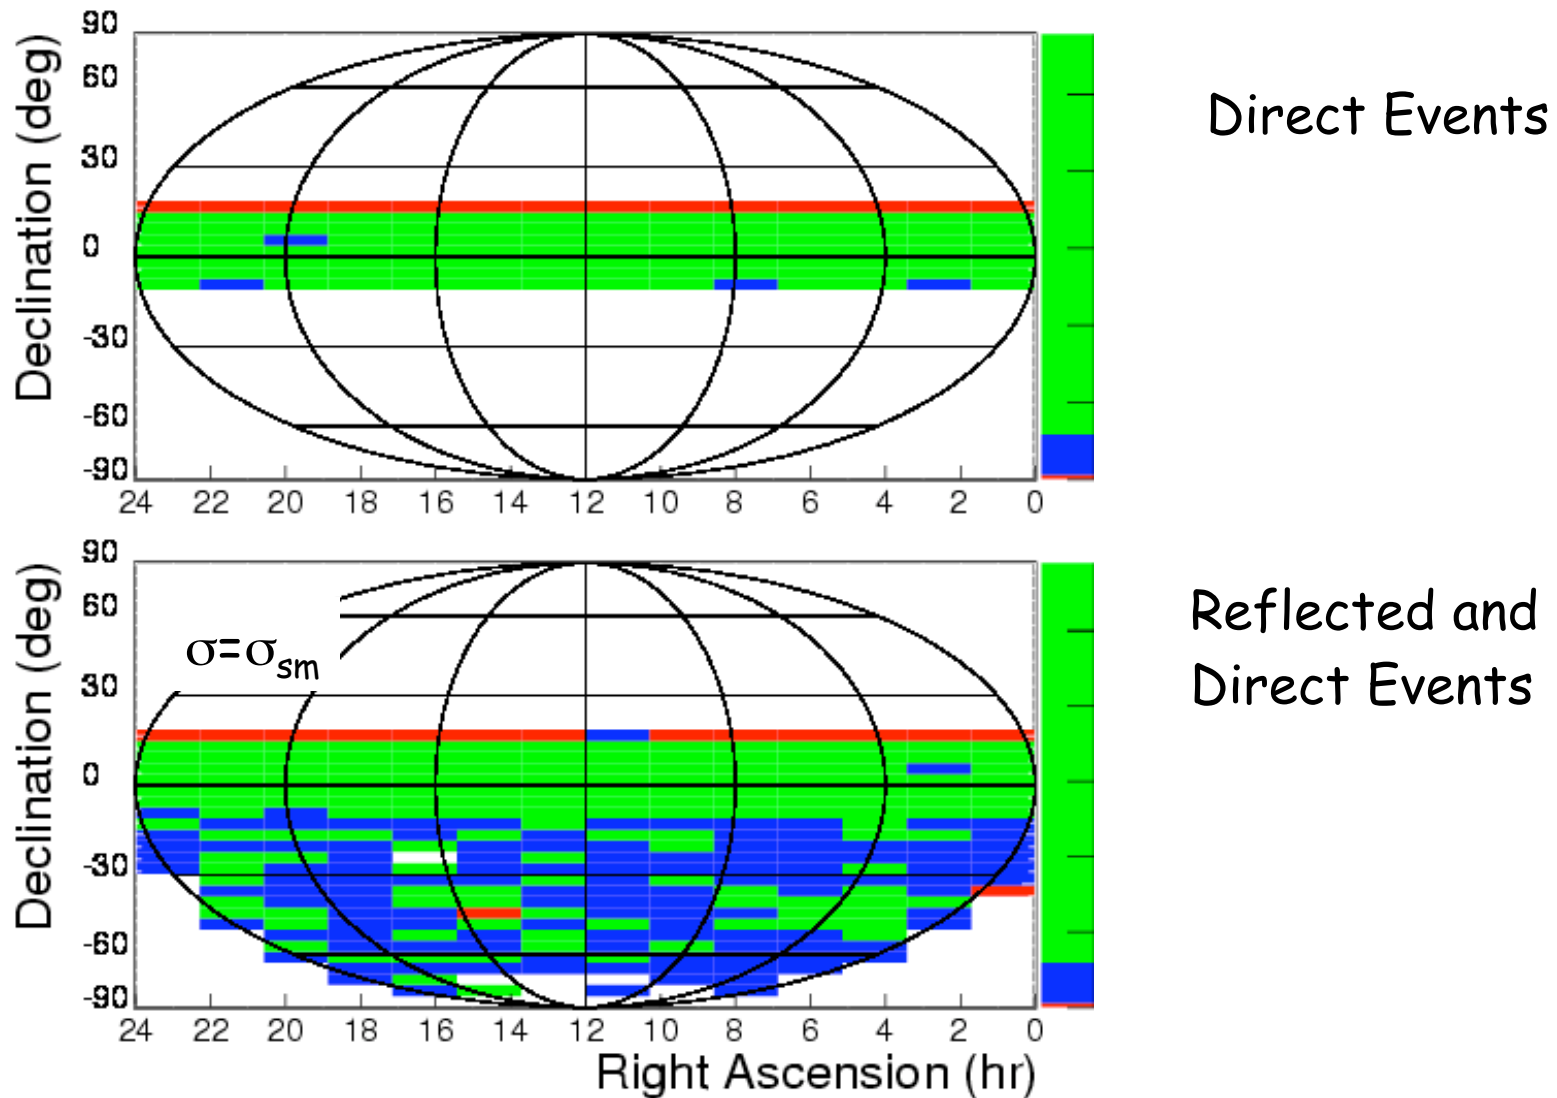 90
60
30
0
-30
-60
-90
Declination (deg)
24 22 20 18 16 14 12 10 8 6 4 2 0
Direct Events
90
60
30
0
-30
-60
-90
Declination (deg)
σ=σsm
24 22 20 18 16 14 12 10 8 6 4 2 0
Right Ascension (hr)
Reflected and
Direct Events